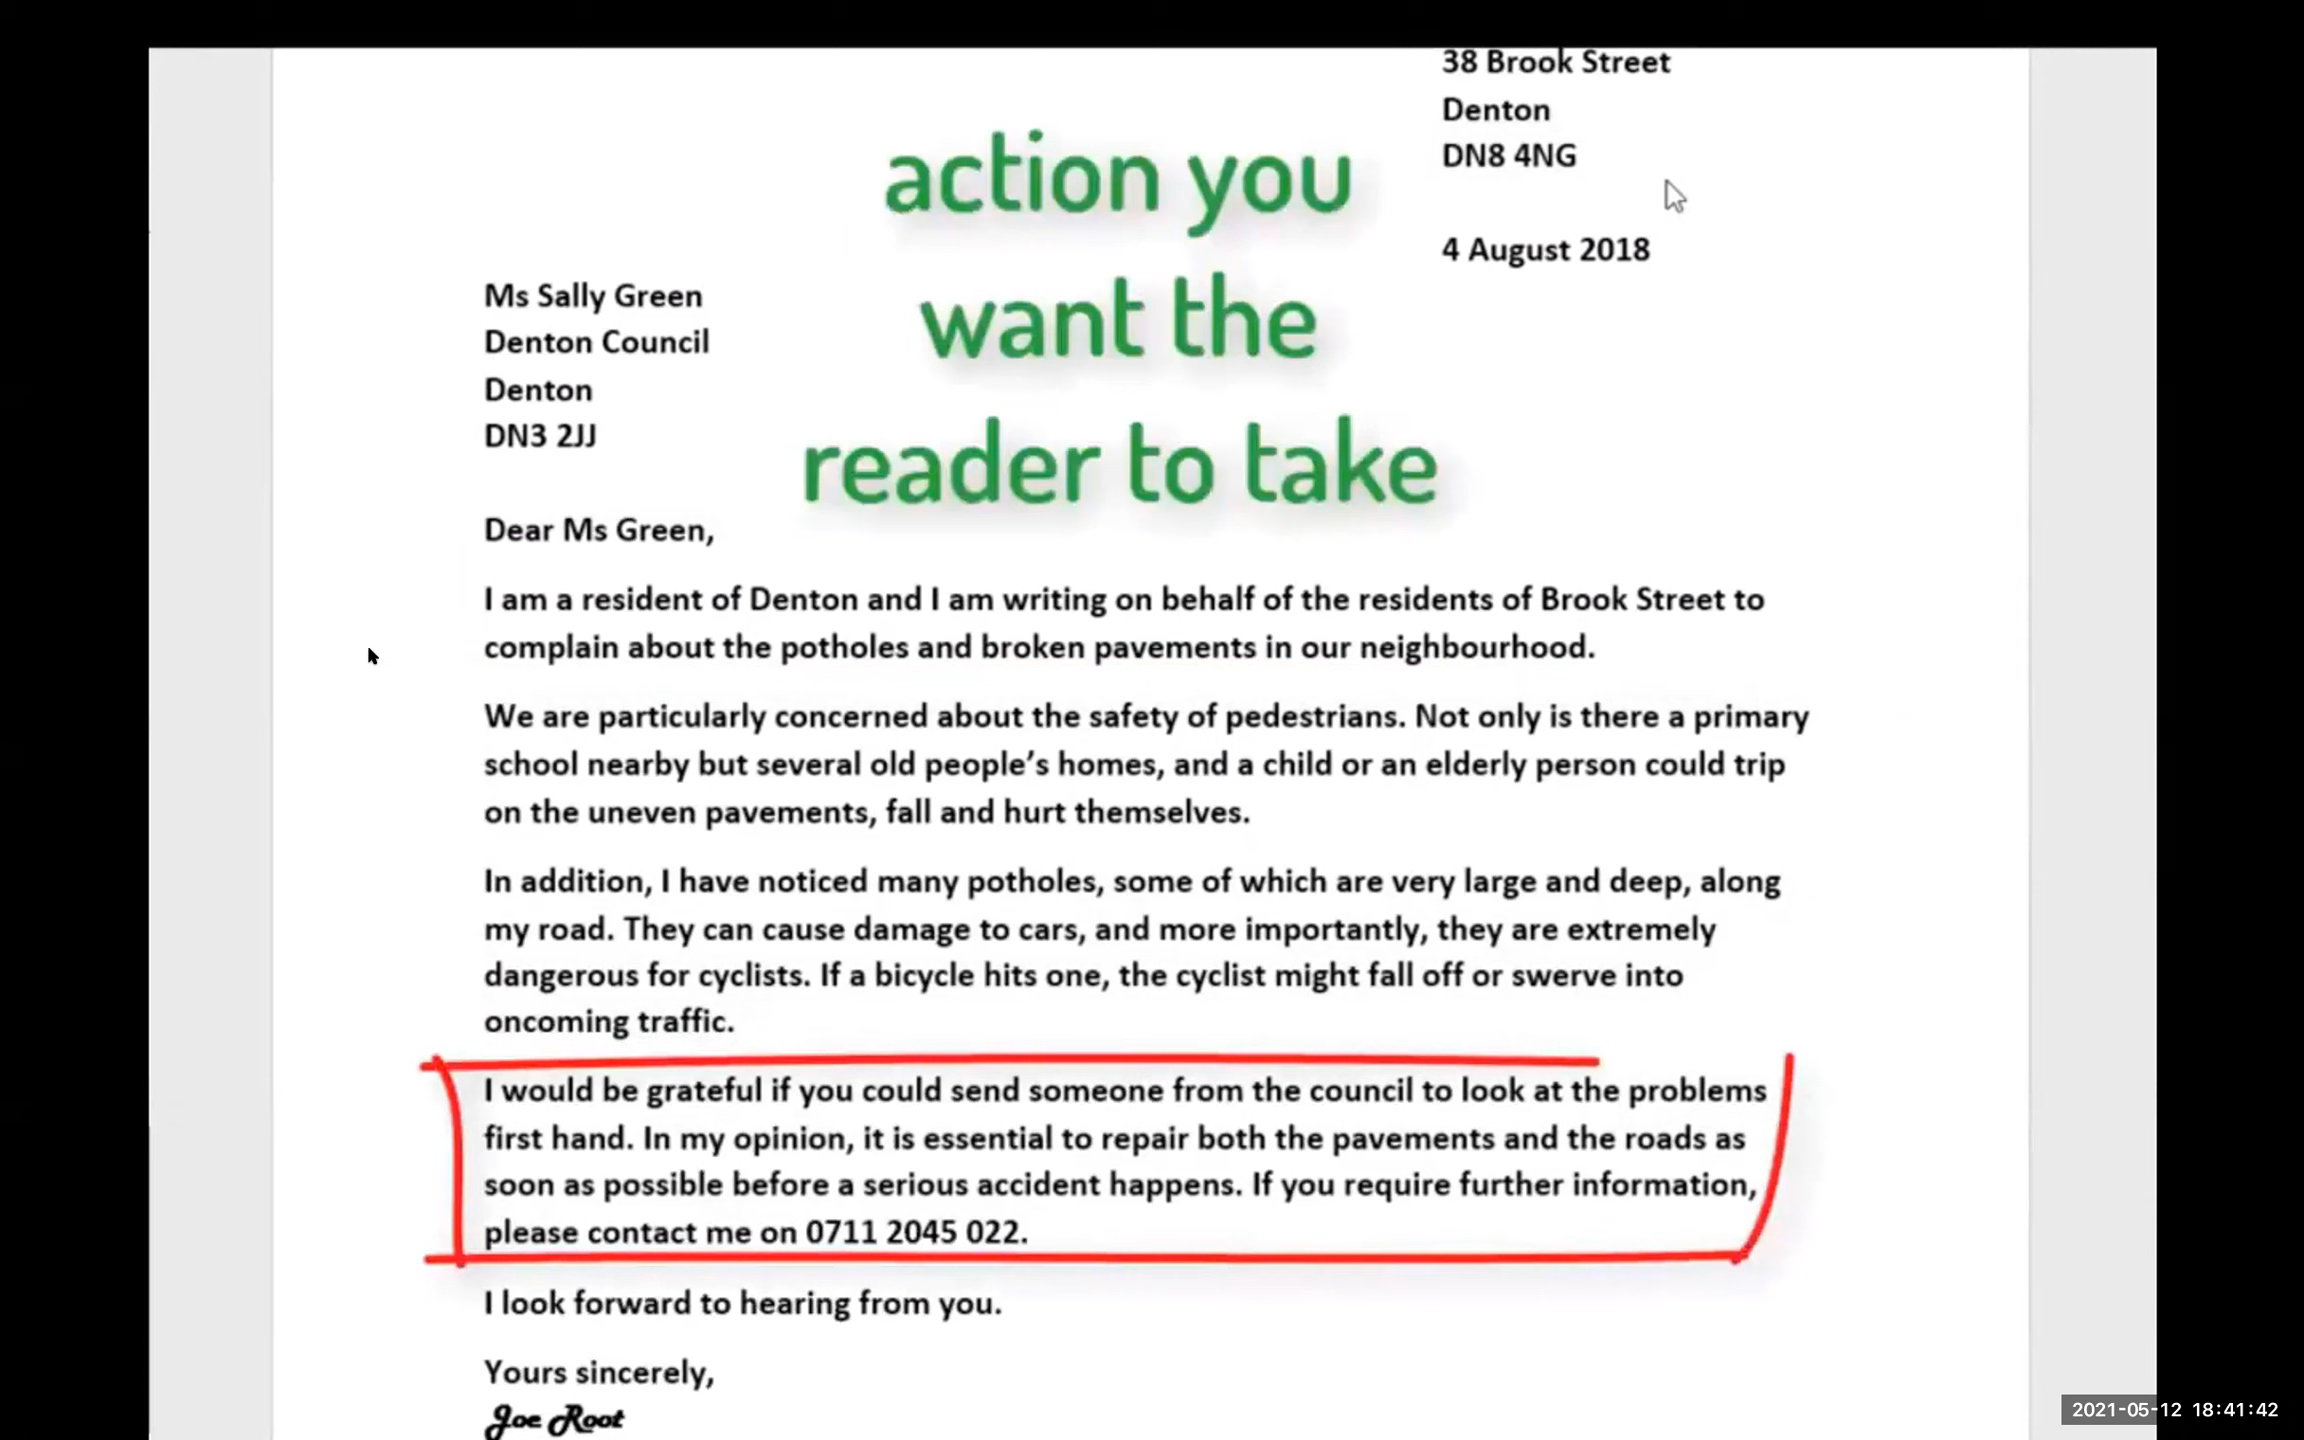 38 Brook Street
Denton
DN8 4NG
4 August 2018
action you
want the
reader to take
Ms Sally Green
Denton Council
Denton
DN3 2JJ
Dear Ms Green,
I am a resident of Denton and I am writing on behalf of the residents of Brook Street to
complain about the potholes and broken pavements in our neighbourhood.
We are particularly concerned about the safety of pedestrians. Not only is there a primary
school nearby but several old people’s homes, and a child or an elderly person could trip
on the uneven pavements, fall and hurt themselves.
In addition, I have noticed many potholes, some of which are very large and deep, along
my road. They can cause damage to cars, and more importantly, they are extremely
dangerous for cyclists. If a bicycle hits one, the cyclist might fall off or swerve into
oncoming traffic.
I would be grateful if you could send someone from the council to look at the problems
first hand. In my opinion, it is essential to repair both the pavements and the roads as
soon as possible before a serious accident happens. If you require further information,
please contact me on 0711 2045 022.
I look forward to hearing from you.
Yours sincerely,
Joe Root
2021-05-12 18:41:42